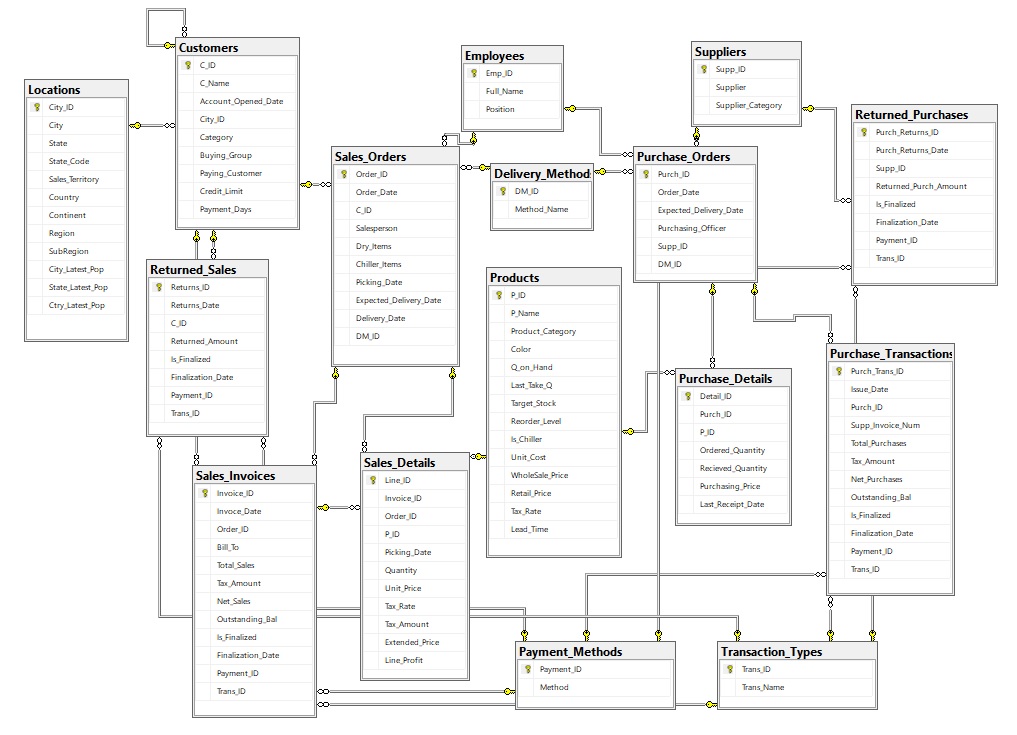 Locations
City_ID
City
State
State_Code
Sales_Territory
Country
Continent
Region
SubRegion
City_Latest_Pop
State_Latest_Pop
Ctry_Latest_Pop
Customers
C_ID
C_Name
Account_Opened_Date
City_ID
Category
Buying_Group
Paying_Customer
Credit_Limit
Payment_Days
Returned_Sales
Returns_ID
Returns_Date
C_ID
Returned_Amount
Is_Finalized
Finalization_Date
Payment_ID
Trans_ID
Sales_Invoices
Invoice_ID
Invoce_Date
Order_ID
Bill_To
Total_Sales
Tax_Amount
Net_Sales
Outstanding_Bal
Is_Finalized
Finalization_Date
Payment_ID
Trans_ID
Sales_Orders
Order_ID
Order_Date
C_ID
Salesperson
Dry_Items
Chiller_Items
Picking_Date
Expected_Delivery_Date
Delivery_Date
DM_ID
Sales_Details
Line_ID
Invoice_ID
Order_ID
P_ID
Picking_Date
Quantity
Unit_Price
Tax_Rate
Tax_Amount
Extended_Price
Line_Profit
Employees
Emp_ID
Full_Name
Position
Delivery_Method
DM_ID
Method_Name
Products
P_ID
P_Name
Product_Category
Color
Q_on_Hand
Last_Take_Q
Target_Stock
Reorder_Level
Is_Chiller
Unit_Cost
WholeSale_Price
Retail_Price
Tax_Rate
Lead_Time
Payment_Methods
Payment_ID
Method
Suppliers
Supp_ID
Supplier
Supplier_Category
Purchase_Orders
Purch_ID
Order_Date
Expected_Delivery_Date
Purchasing_Officer
Supp_ID
DM_ID
Purchase_Details
Detail_ID
Purch_ID
P_ID
Ordered_Quantity
Recieved_Quantity
Purchasing_Price
Last_Receipt_Date
Transaction_Types
Trans_ID
Trans_Name
Returned_Purchases
Purch_Returns_ID
Purch_Returns_Date
Supp_ID
Returned_Purch_Amount
Is_Finalized
Finalization_Date
Payment_ID
Trans_ID
Purchase_Transactions
Purch_Trans_ID
Issue_Date
Purch_ID
Supp_Invoice_Num
Total_Purchases
Tax_Amount
Net_Purchases
Outstanding_Bal
Is_Finalized
Finalization_Date
Payment_ID
Trans_ID